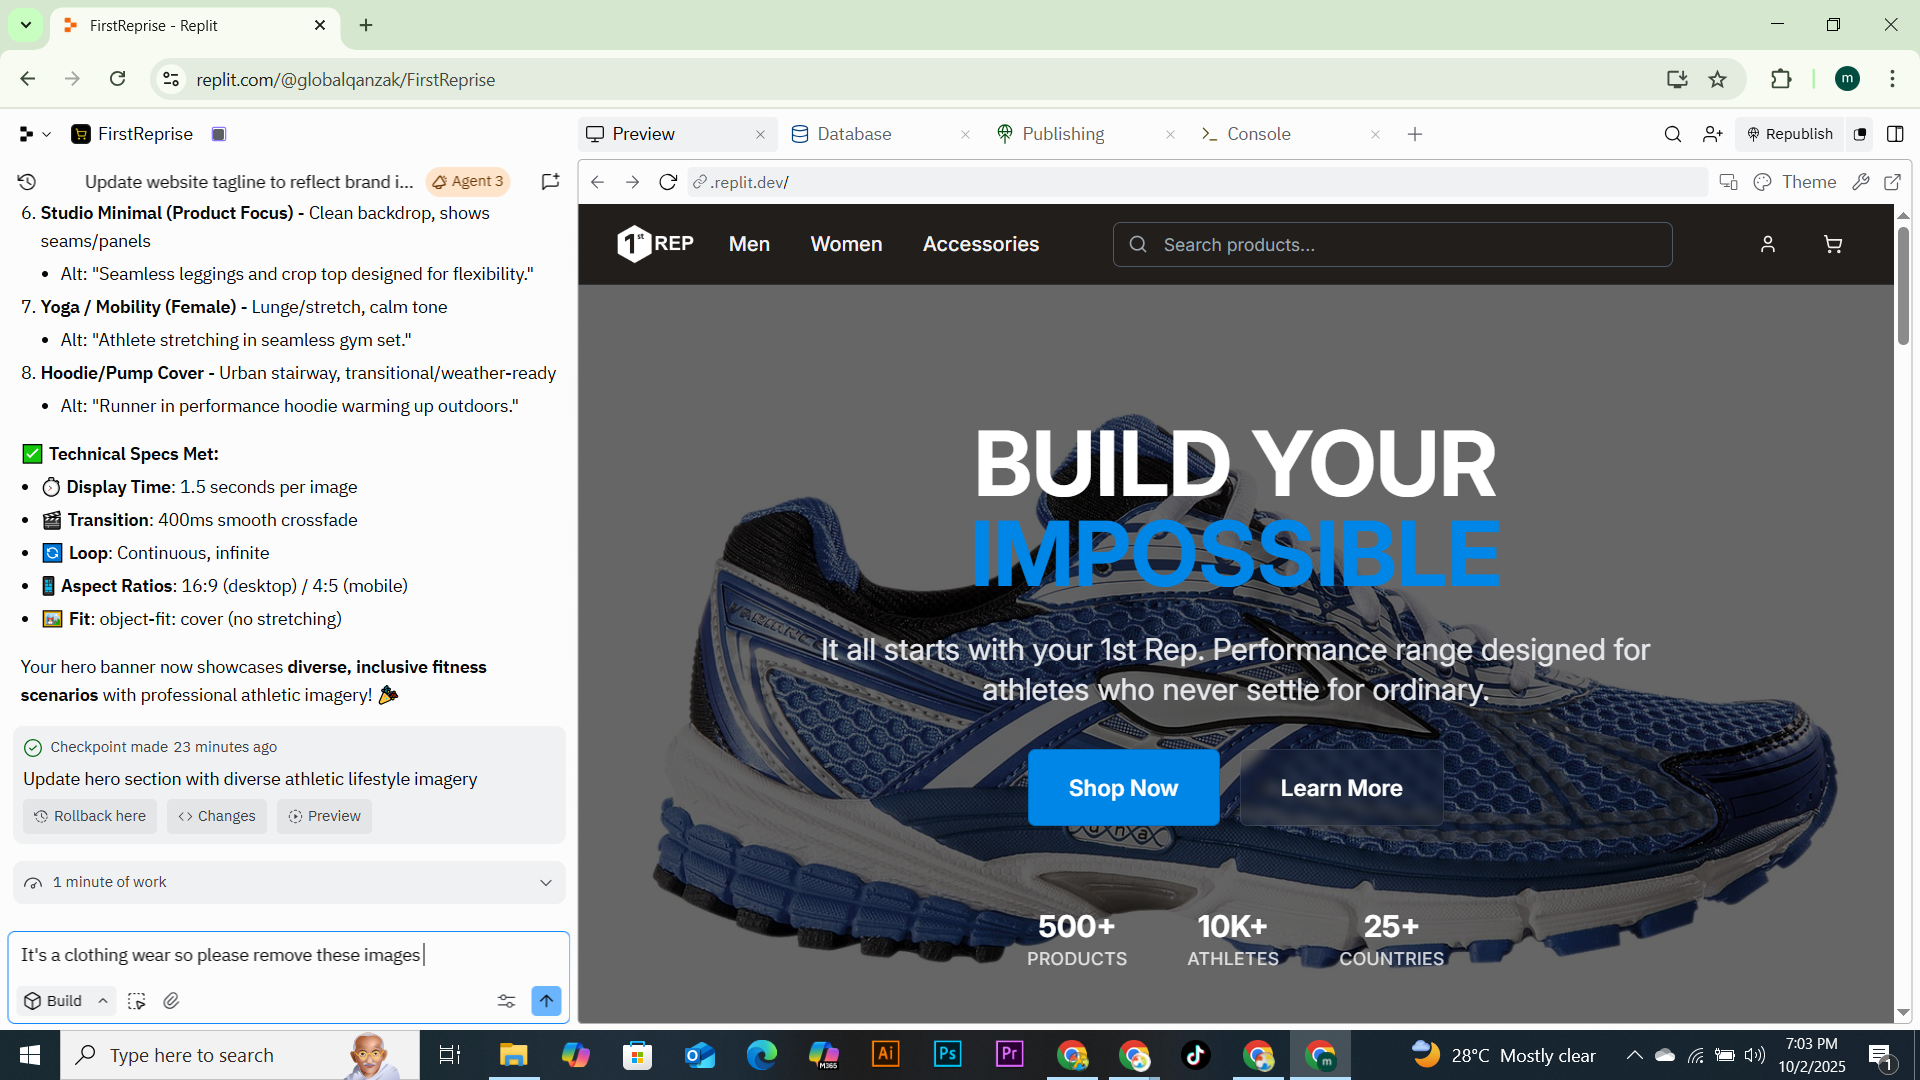 FirstReprise - Replit
replit.com/@globalqanzak/FirstReprise
m
FirstReprise
Preview
Database
Publishing
Console
Republish
Update website tagline to reflect brand i...
Agent 3
.replit.dev/
Theme
6. Studio Minimal (Product Focus) - Clean backdrop, shows
seams/panels
• Alt: "Seamless leggings and crop top designed for flexibility."
7. Yoga / Mobility (Female) - Lunge/stretch, calm tone
• Alt: "Athlete stretching in seamless gym set."
8. Hoodie/Pump Cover - Urban stairway, transitional/weather-ready
• Alt: "Runner in performance hoodie warming up outdoors."
✅ Technical Specs Met:
• ⏱️ Display Time: 1.5 seconds per image
• 🎬 Transition: 400ms smooth crossfade
• 🔄 Loop: Continuous, infinite
• 📱 Aspect Ratios: 16:9 (desktop) / 4:5 (mobile)
• 🖼️ Fit: object-fit: cover (no stretching)
Your hero banner now showcases diverse, inclusive fitness
scenarios with professional athletic imagery! 🎉
Checkpoint made 23 minutes ago
Update hero section with diverse athletic lifestyle imagery
Rollback here
Changes
Preview
1 minute of work
It's a clothing wear so please remove these images
Build
1st REP
Men
Women
Accessories
Search products...
BUILD YOUR
IMPOSSIBLE
It all starts with your 1st Rep. Performance range designed for
athletes who never settle for ordinary.
Shop Now
Learn More
500+
PRODUCTS
10K+
ATHLETES
25+
COUNTRIES
Type here to search
M365
Ai
Ps
Pr
m
28°C Mostly clear
7:03 PM
10/2/2025
1